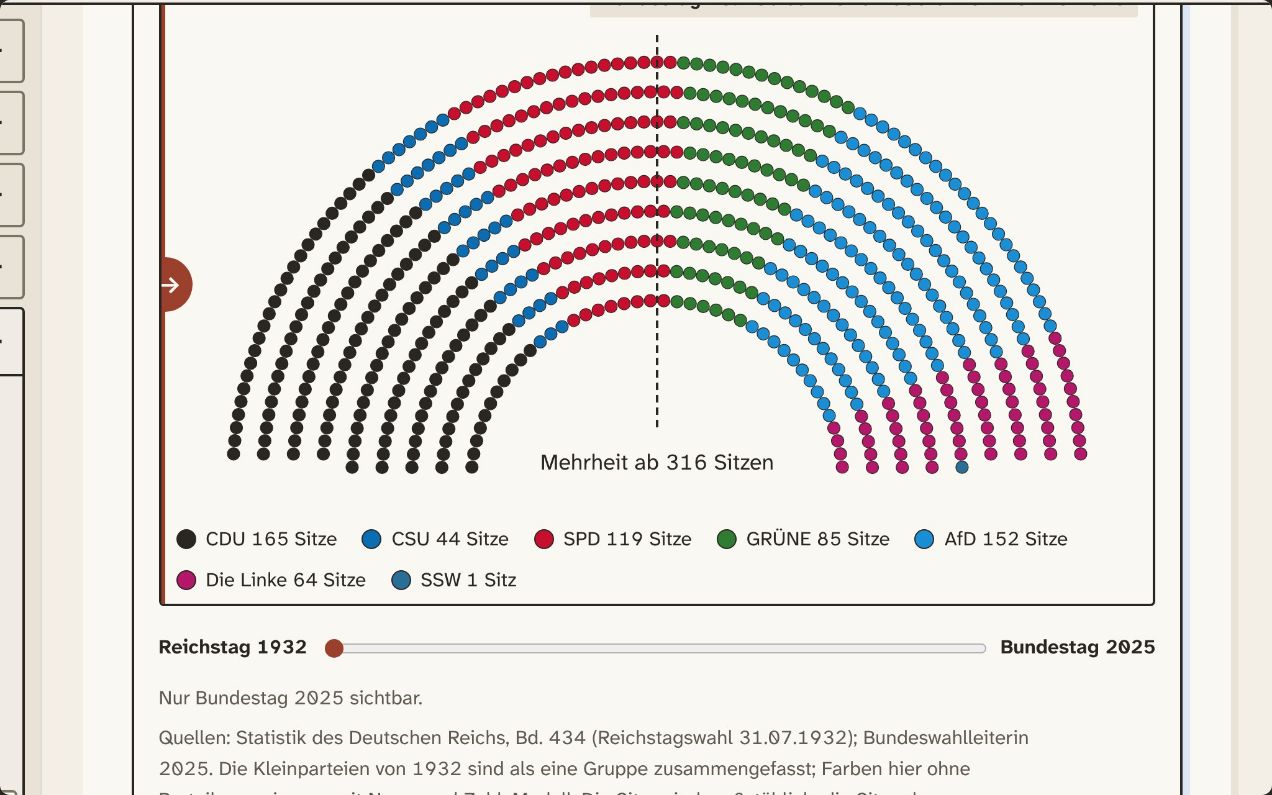 Mehrheit ab 316 Sitzen
CDU 165 Sitze CSU 44 Sitze SPD 119 Sitze GRÜNE 85 Sitze AfD 152 Sitze
Die Linke 64 Sitze SSW 1 Sitz
Reichstag 1932 Bundestag 2025
Nur Bundestag 2025 sichtbar.
Quellen: Statistik des Deutschen Reichs, Bd. 434 (Reichstagswahl 31.07.1932); Bundeswahlleiterin
2025. Die Kleinparteien von 1932 sind als eine Gruppe zusammengefasst; Farben hier ohne